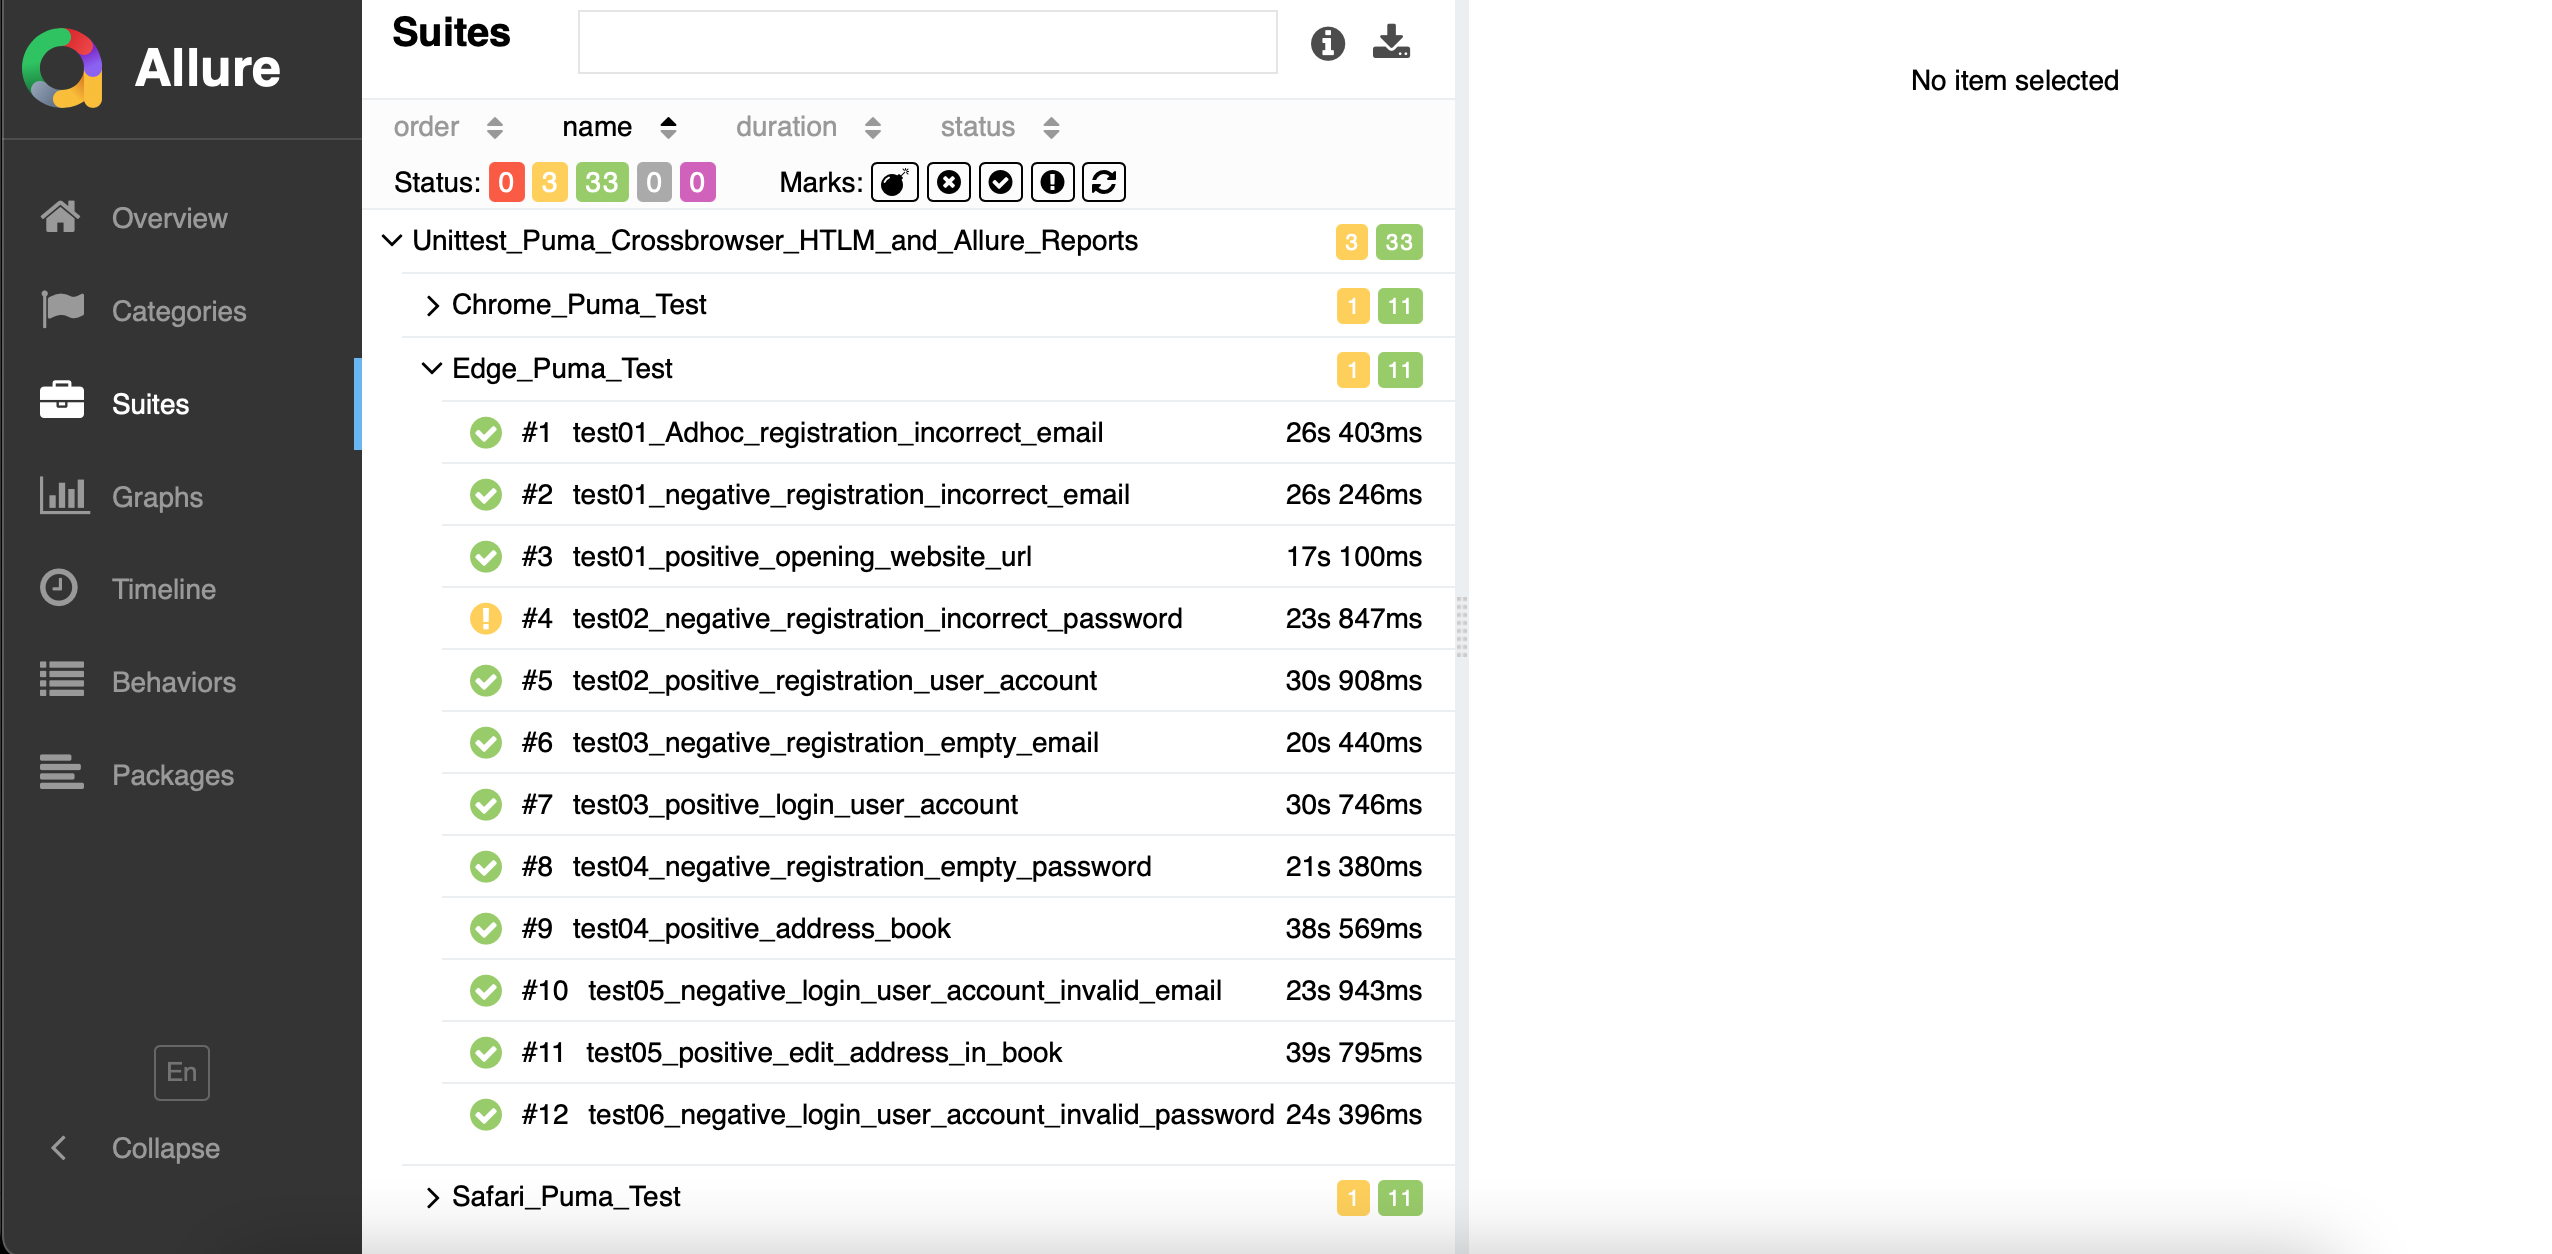 Allure
Overview
Categories
Suites
Graphs
Timeline
Behaviors
Packages
En
Collapse
Suites
order name duration status
Status: 0 3 33 0 0 Marks:
Unittest_Puma_Crossbrowser_HTLM_and_Allure_Reports 3 33
Chrome_Puma_Test 1 11
Edge_Puma_Test 1 11
#1 test01_Adhoc_registration_incorrect_email 26s 403ms
#2 test01_negative_registration_incorrect_email 26s 246ms
#3 test01_positive_opening_website_url 17s 100ms
#4 test02_negative_registration_incorrect_password 23s 847ms
#5 test02_positive_registration_user_account 30s 908ms
#6 test03_negative_registration_empty_email 20s 440ms
#7 test03_positive_login_user_account 30s 746ms
#8 test04_negative_registration_empty_password 21s 380ms
#9 test04_positive_address_book 38s 569ms
#10 test05_negative_login_user_account_invalid_email 23s 943ms
#11 test05_positive_edit_address_in_book 39s 795ms
#12 test06_negative_login_user_account_invalid_password 24s 396ms
Safari_Puma_Test 1 11
No item selected